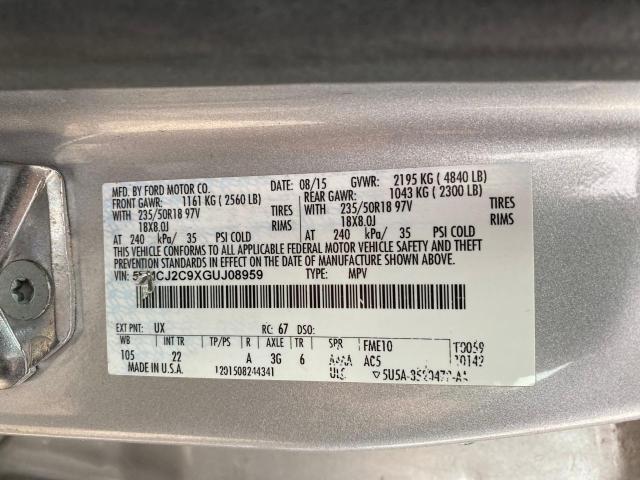 MFD. BY FORD MOTOR CO.
DATE: 08/15 GVWR: 2195 KG ( 4840 LB)
FRONT GAWR: 1161 KG ( 2560 LB) REAR GAWR: 1043 KG ( 2300 LB)
WITH 235/50R18 97V TIRES WITH 235/50R18 97V TIRES
18X8.0J RIMS 18X8.0J RIMS
AT 240 kPa/ 35 PSI COLD AT 240 kPa/ 35 PSI COLD
THIS VEHICLE CONFORMS TO ALL APPLICABLE FEDERAL MOTOR VEHICLE SAFETY AND THEFT
PREVENTION STANDARDS IN EFFECT ON THE DATE OF MANUFACTURE SHOWN ABOVE.
VIN: TYPE: MPV
EXT PNT: UX RC: 67 DSO:
WB INT TR TP/PS R AXLE TR SPR FME10
105 22 A 3G 6 AC5
MADE IN U.S.A. 1201508244341